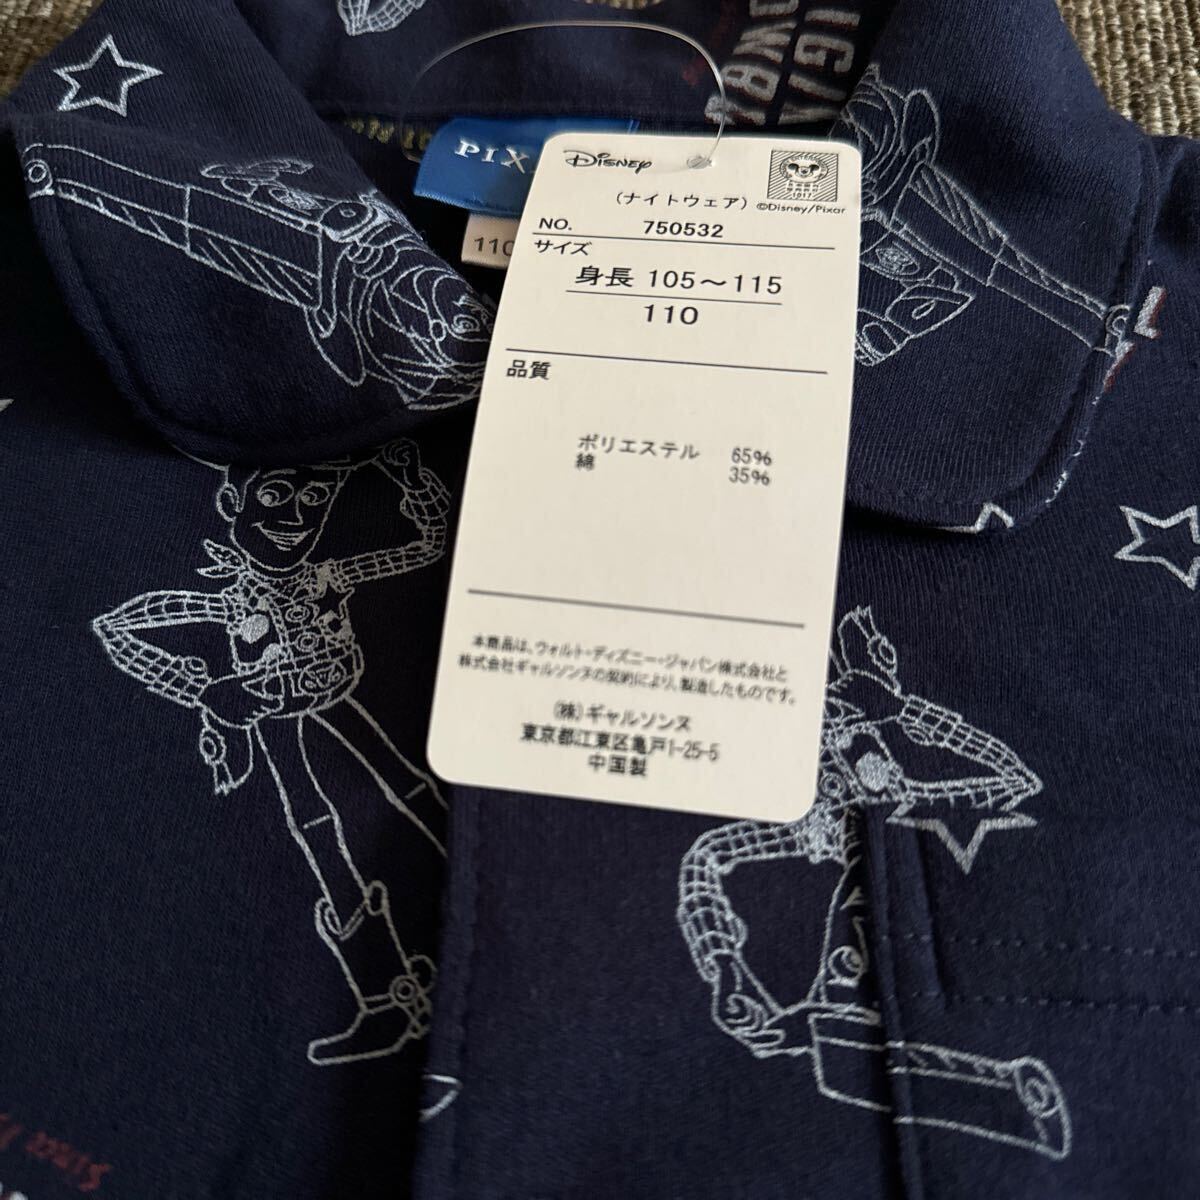 PIX
110
Disney
(ナイトウェア)
©Disney/Pixar
NO. 750532
サイズ
身長 105～115
110
品質
ポリエステル 65%
綿 35%
本商品は、ウォルト・ディズニー・ジャパン株式会社と
株式会社ギャルソンヌの契約により、製造したものです。
(株)ギャルソンヌ
東京都江東区亀戸1-25-5
中国製